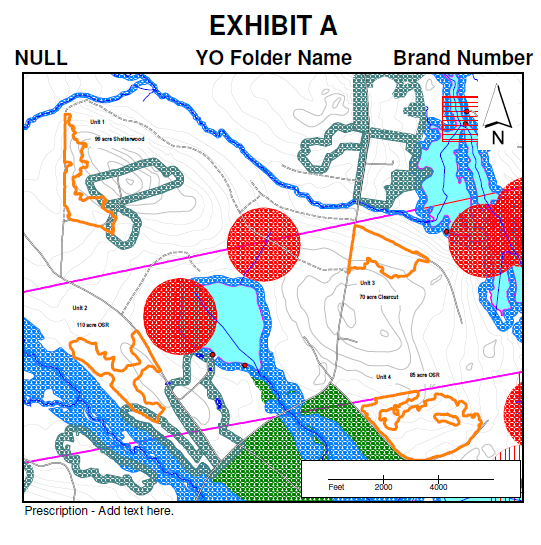 EXHIBIT A
NULL YO Folder Name Brand Number
N
Unit 1
99 acre Shelterwood
Unit 3
70 acre Clearcut
Unit 2
110 acre OSR
Unit 4 85 acre OSR
Feet 2000 4000
Prescription - Add text here.